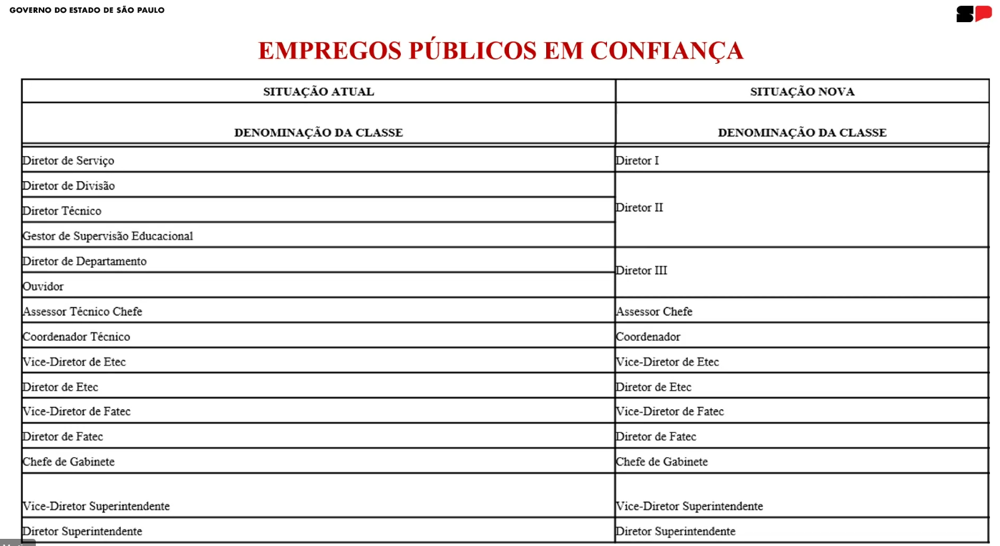 GOVERNO DO ESTADO DE SÃO PAULO
SP
EMPREGOS PÚBLICOS EM CONFIANÇA
SITUAÇÃO ATUAL SITUAÇÃO NOVA
DENOMINAÇÃO DA CLASSE DENOMINAÇÃO DA CLASSE
Diretor de Serviço Diretor I
Diretor de Divisão
Diretor Técnico Diretor II
Gestor de Supervisão Educacional
Diretor de Departamento Diretor III
Ouvidor
Assessor Técnico Chefe Assessor Chefe
Coordenador Técnico Coordenador
Vice-Diretor de Etec Vice-Diretor de Etec
Diretor de Etec Diretor de Etec
Vice-Diretor de Fatec Vice-Diretor de Fatec
Diretor de Fatec Diretor de Fatec
Chefe de Gabinete Chefe de Gabinete
Vice-Diretor Superintendente Vice-Diretor Superintendente
Diretor Superintendente Diretor Superintendente